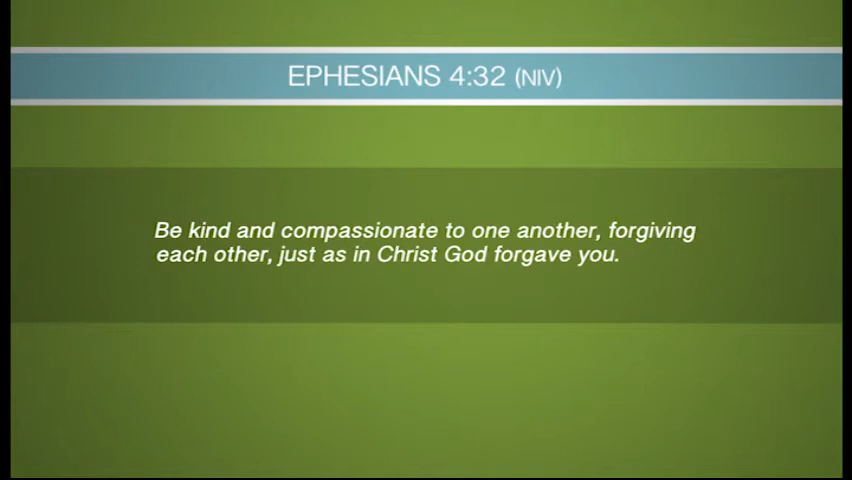 EPHESIANS 4:32 (NIV)
Be kind and compassionate to one another, forgiving
each other, just as in Christ God forgave you.